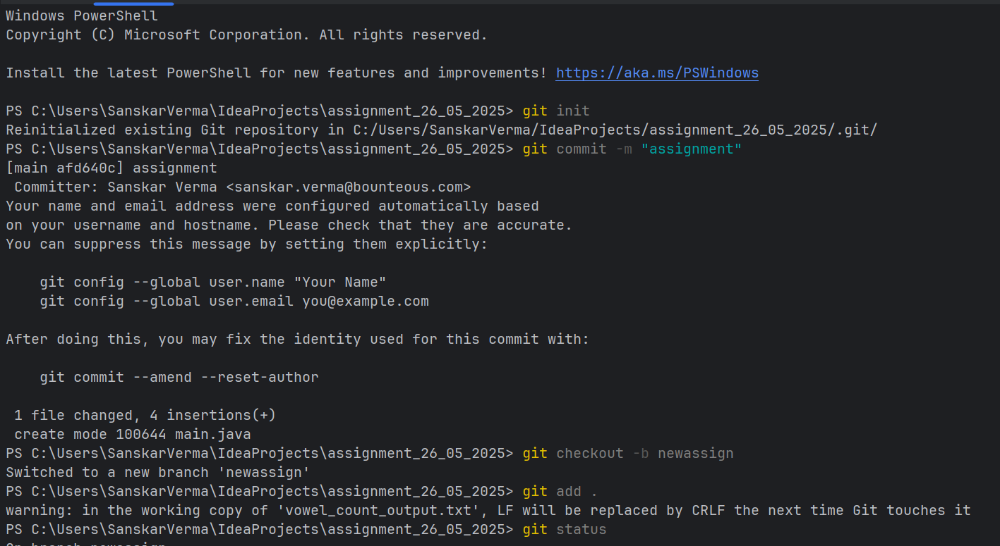 Windows PowerShell
Copyright (C) Microsoft Corporation. All rights reserved.
Install the latest PowerShell for new features and improvements! https://aka.ms/PSWindows
PS C:\Users\SanskarVerma\IdeaProjects\assignment_26_05_2025> git init
Reinitialized existing Git repository in C:/Users/SanskarVerma/IdeaProjects/assignment_26_05_2025/.git/
PS C:\Users\SanskarVerma\IdeaProjects\assignment_26_05_2025> git commit -m "assignment"
[main afd640c] assignment
 Committer: Sanskar Verma <sanskar.verma@bounteous.com>
Your name and email address were configured automatically based
on your username and hostname. Please check that they are accurate.
You can suppress this message by setting them explicitly:
    git config --global user.name "Your Name"
    git config --global user.email you@example.com
After doing this, you may fix the identity used for this commit with:
    git commit --amend --reset-author
 1 file changed, 4 insertions(+)
 create mode 100644 main.java
PS C:\Users\SanskarVerma\IdeaProjects\assignment_26_05_2025> git checkout -b newassign
Switched to a new branch 'newassign'
PS C:\Users\SanskarVerma\IdeaProjects\assignment_26_05_2025> git add .
warning: in the working copy of 'vowel_count_output.txt', LF will be replaced by CRLF the next time Git touches it
PS C:\Users\SanskarVerma\IdeaProjects\assignment_26_05_2025> git status
On branch newassign